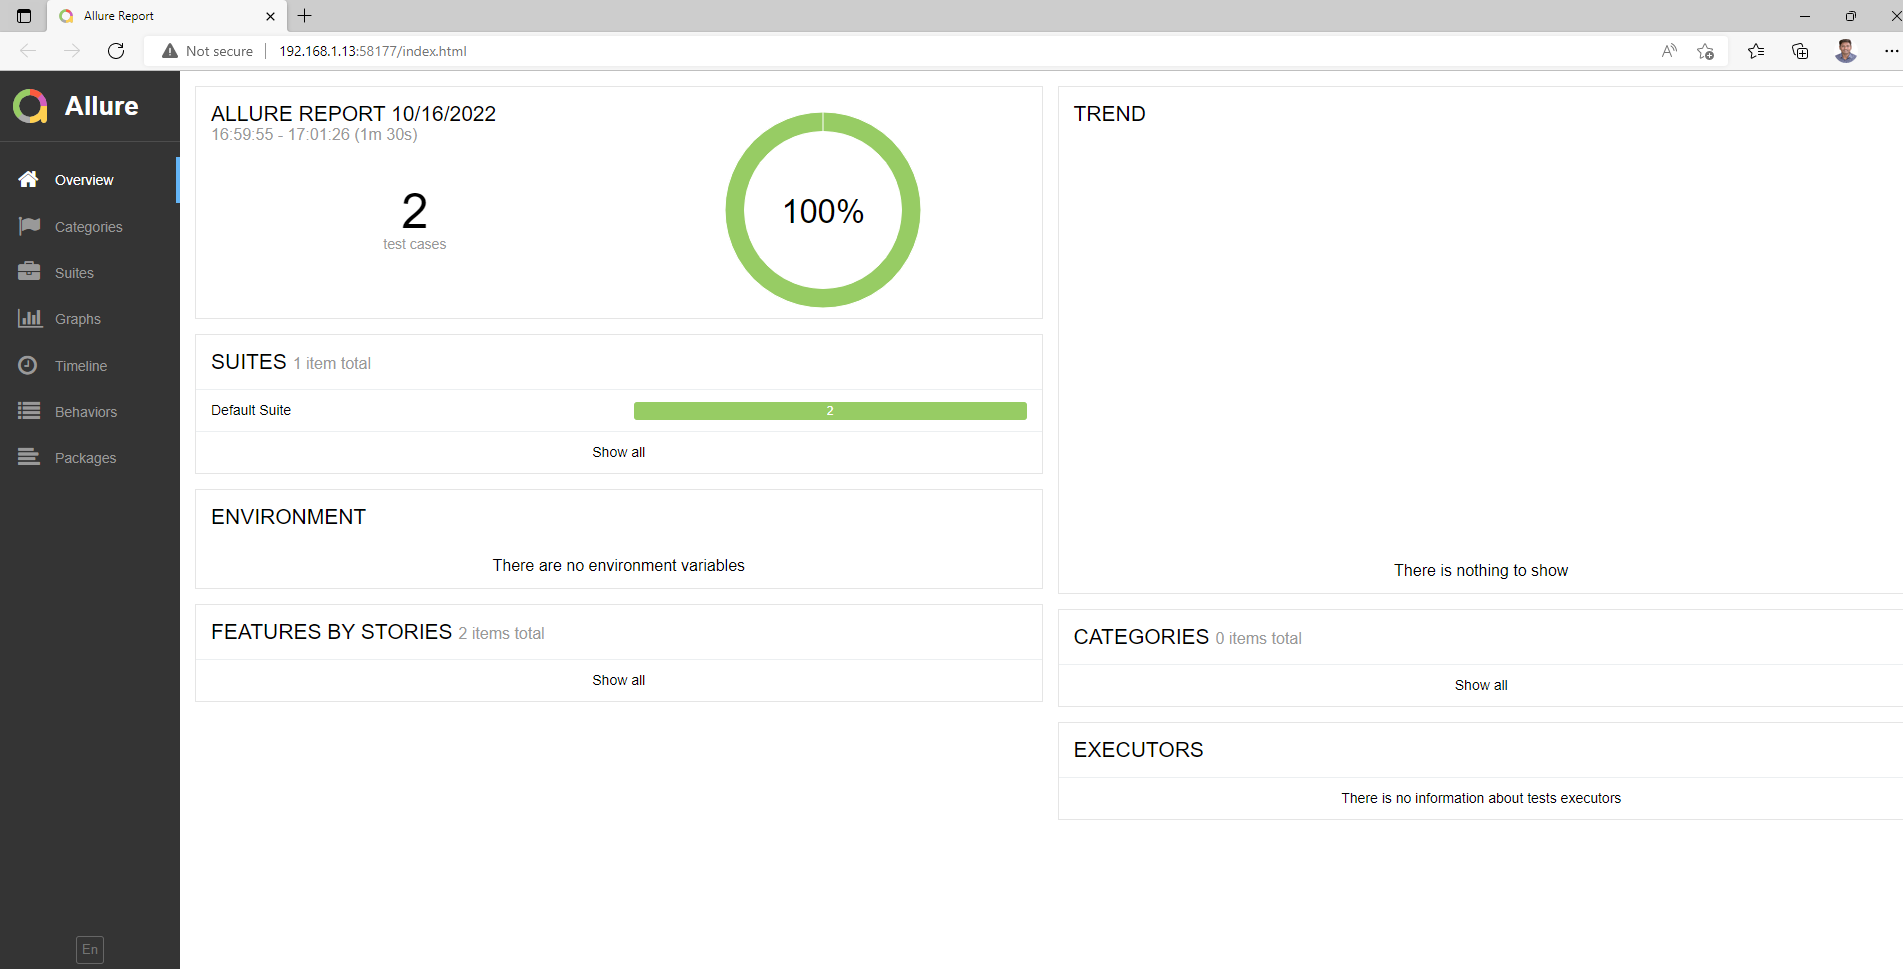 Allure Report
Not secure
192.168.1.13:58177/index.html
Allure
Overview
Categories
Suites
Graphs
Timeline
Behaviors
Packages
En
ALLURE REPORT 10/16/2022
16:59:55 - 17:01:26 (1m 30s)
2
test cases
100%
SUITES 1 item total
Default Suite
2
Show all
ENVIRONMENT
There are no environment variables
FEATURES BY STORIES 2 items total
Show all
TREND
There is nothing to show
CATEGORIES 0 items total
Show all
EXECUTORS
There is no information about tests executors